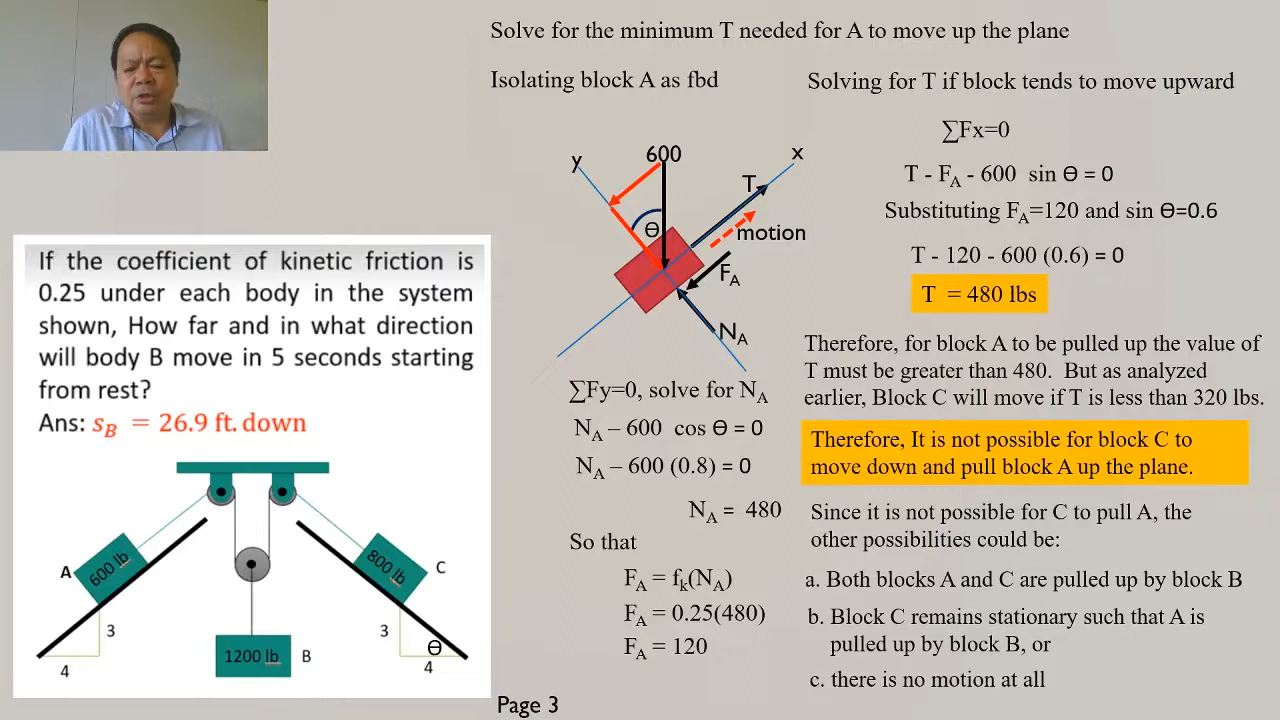 Solve for the minimum T needed for A to move up the plane
Isolating block A as fbd
y
600
x
T
ϴ
motion
F_A
N_A
∑Fy=0, solve for N_A
N_A – 600 cos ϴ = 0
N_A – 600 (0.8) = 0
N_A = 480
So that
F_A = f_k(N_A)
F_A = 0.25(480)
F_A = 120
Solving for T if block tends to move upward
∑Fx=0
T - F_A - 600 sin ϴ = 0
Substituting F_A=120 and sin ϴ=0.6
T - 120 - 600 (0.6) = 0
T = 480 lbs
Therefore, for block A to be pulled up the value of
T must be greater than 480. But as analyzed
earlier, Block C will move if T is less than 320 lbs.
Therefore, It is not possible for block C to
move down and pull block A up the plane.
Since it is not possible for C to pull A, the
other possibilities could be:
a. Both blocks A and C are pulled up by block B
b. Block C remains stationary such that A is
pulled up by block B, or
c. there is no motion at all
If the coefficient of kinetic friction is
0.25 under each body in the system
shown, How far and in what direction
will body B move in 5 seconds starting
from rest?
Ans: s_B = 26.9 ft. down
A
600 lb
800 lb
C
3
4
1200 lb
B
3
ϴ
4
Page 3